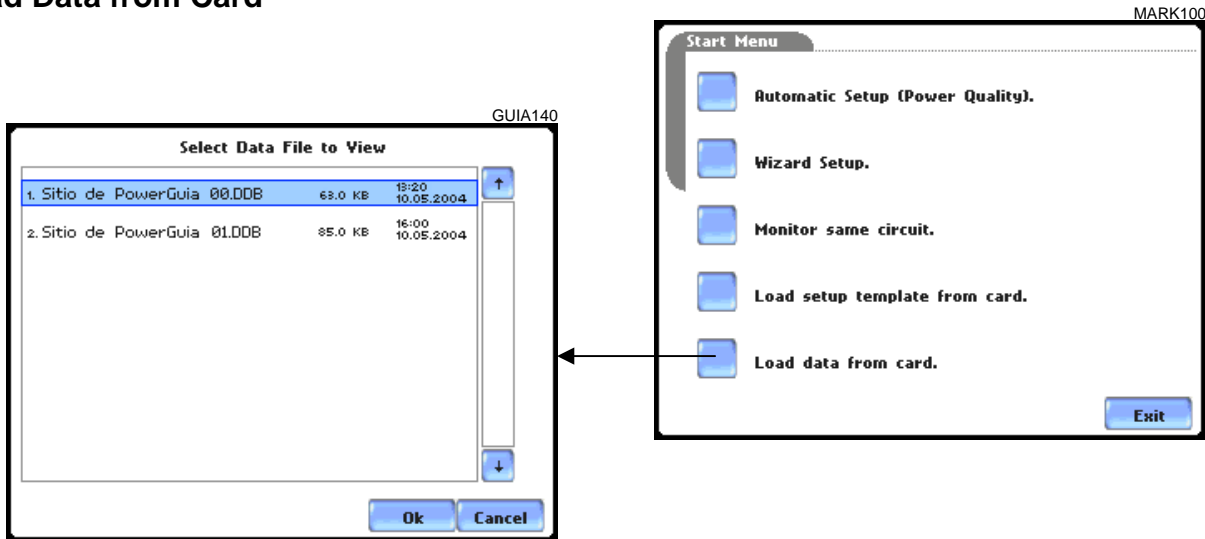 d Data from Card
MARK100
Start Menu
Automatic Setup (Power Quality).
Wizard Setup.
Monitor same circuit.
Load setup template from card.
Load data from card.
Exit
GUIA140
Select Data File to View
1. Sitio de PowerGuia 00.DDB 63.0 KB 13:20 10.05.2004
2. Sitio de PowerGuia 01.DDB 85.0 KB 16:00 10.05.2004
Ok Cancel